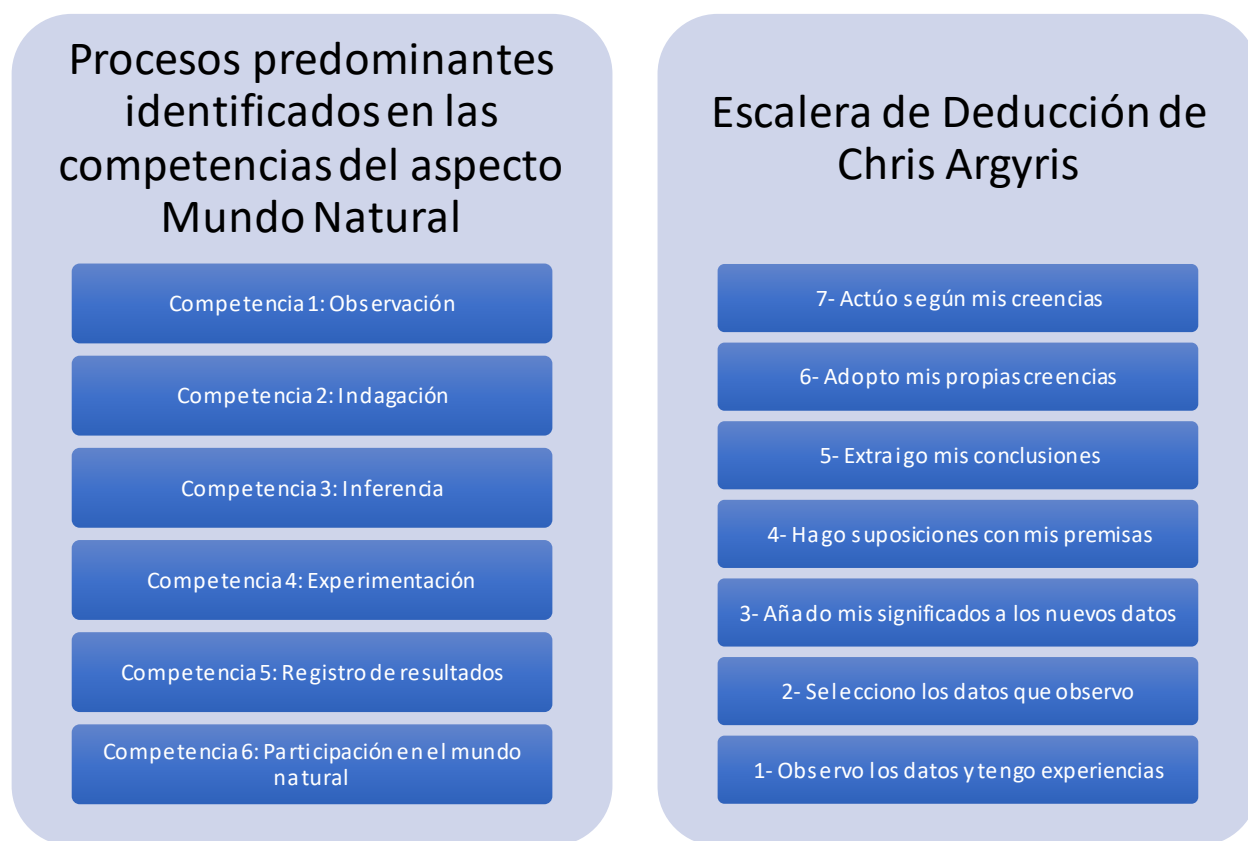 Procesos predominantes
identificados en las
competencias del aspecto
Mundo Natural
Competencia 1: Observación
Competencia 2: Indagación
Competencia 3: Inferencia
Competencia 4: Experimentación
Competencia 5: Registro de resultados
Competencia 6: Participación en el mundo
natural
Escalera de Deducción de
Chris Argyris
7- Actúo según mis creencias
6- Adopto mis propias creencias
5- Extraigo mis conclusiones
4- Hago suposiciones con mis premisas
3- Añado mis significados a los nuevos datos
2- Selecciono los datos que observo
1- Observo los datos y tengo experiencias